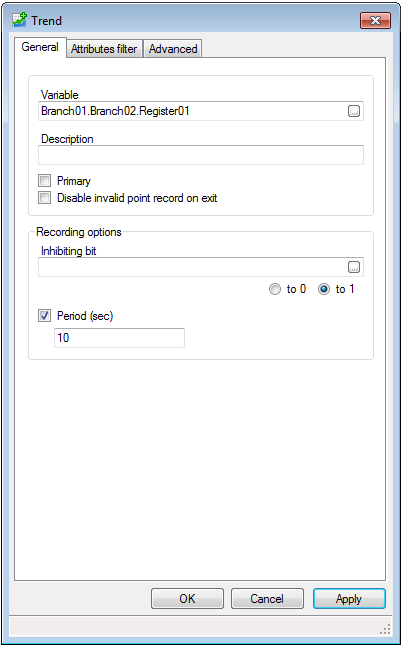 Trend
General Attributes filter Advanced
Variable
Branch01.Branch02.Register01
...
Description
Primary
Disable invalid point record on exit
Recording options
Inhibiting bit
...
to 0 to 1
Period (sec)
10
OK Cancel Apply